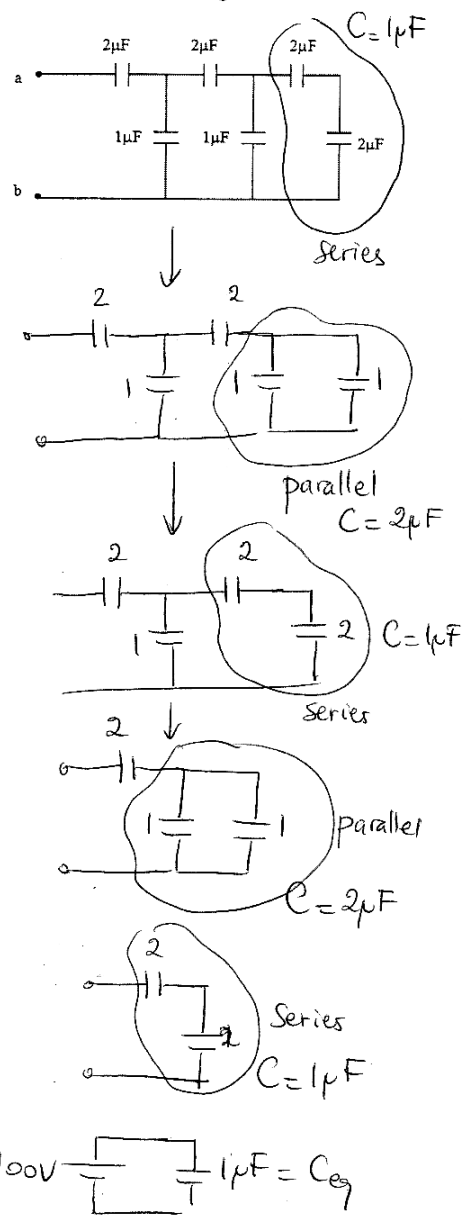 C=1μF
2μF 2μF 2μF
a
1μF 1μF 2μF
b
series
2 2
1 1 1
parallel
C=2μF
2 2
1 2 C=1μF
series
2
1 1 parallel
C=2μF
2
Series
2
C=1μF
100V 1μF = Ceq